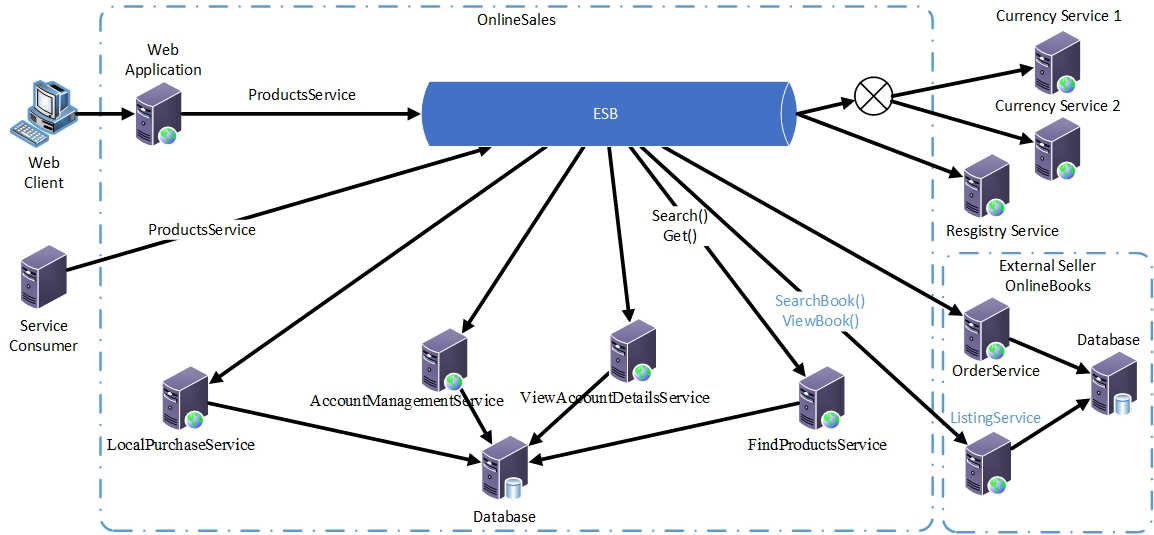 OnlineSales
Currency Service 1
Web
Application
ProductsService
ESB
Currency Service 2
Web
Client
Resgistry Service
Search()
Get()
ProductsService
External Seller
OnlineBooks
SearchBook()
ViewBook()
Service
Consumer
Database
OrderService
AccountManagementService
ViewAccountDetailsService
ListingService
LocalPurchaseService
FindProductsService
Database